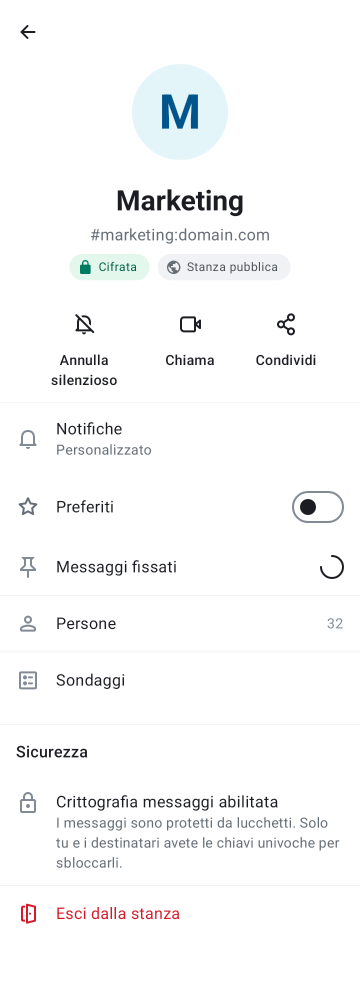 M
Marketing
#marketing:domain.com
Cifrata
Stanza pubblica
Annulla
silenzioso
Chiama
Condividi
Notifiche
Personalizzato
Preferiti
Messaggi fissati
Persone
32
Sondaggi
Sicurezza
Crittografia messaggi abilitata
I messaggi sono protetti da lucchetti. Solo
tu e i destinatari avete le chiavi univoche per
sbloccarli.
Esci dalla stanza